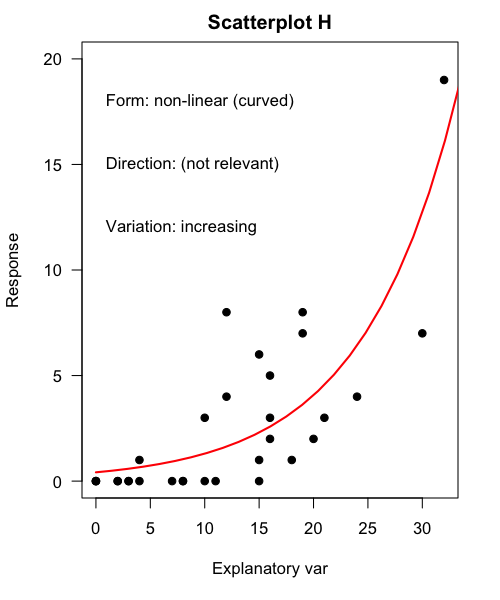 Scatterplot H
20
15
10
5
0
Response
Form: non-linear (curved)
Direction: (not relevant)
Variation: increasing
0 5 10 15 20 25 30
Explanatory var